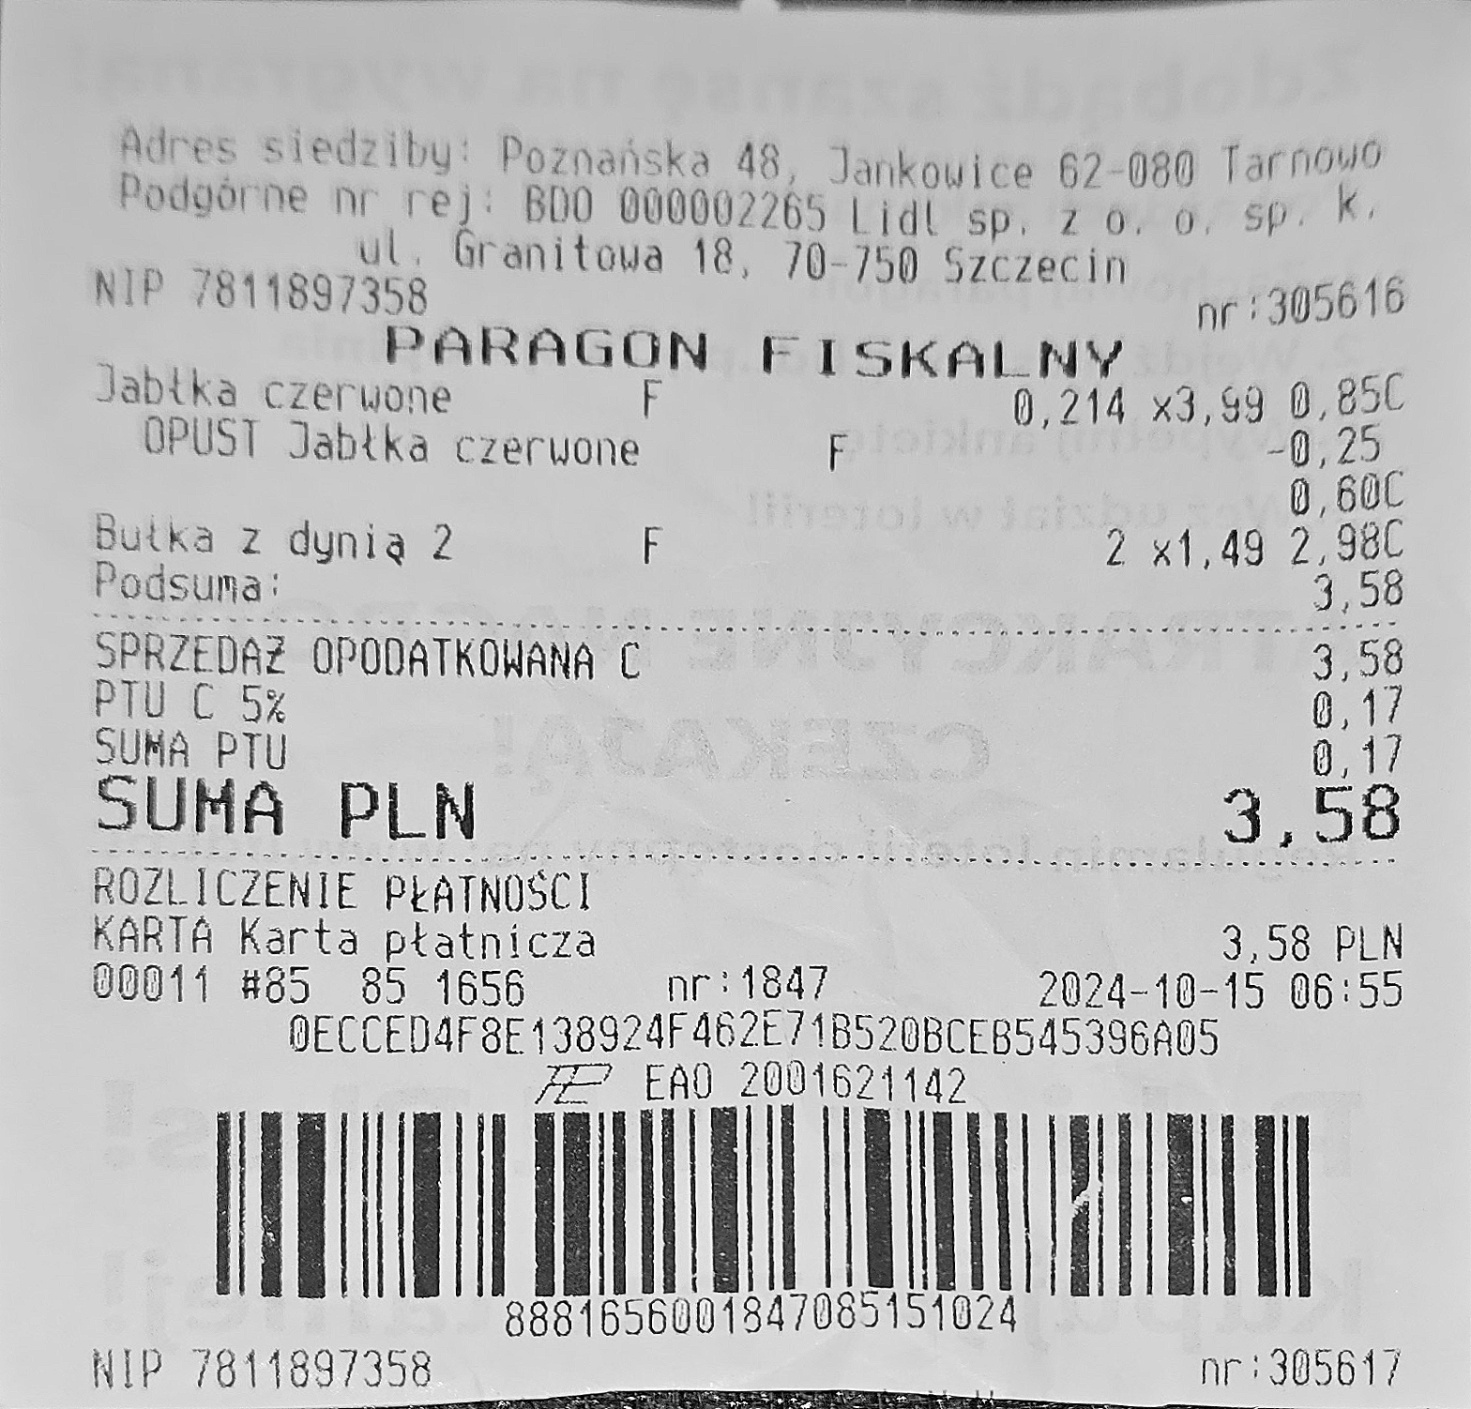 Adres siedziby: Poznańska 48, Jankowice 62-080 Tarnowo
Podgórne nr rej: BDO 000002265 Lidl sp. z o. o. sp. k.
ul. Granitowa 18, 70-750 Szczecin
NIP 7811897358 nr:305616
PARAGON FISKALNY
Jabłka czerwone F 0,214 x3,99 0,85C
OPUST Jabłka czerwone F -0,25
0,60C
Bułka z dynią 2 F 2 x1,49 2,98C
Podsuma: 3,58
SPRZEDAŻ OPODATKOWANA C 3,58
PTU C 5% 0,17
SUMA PTU 0,17
SUMA PLN 3,58
ROZLICZENIE PŁATNOŚCI
KARTA Karta płatnicza 3,58 PLN
00011 #85 85 1656 nr:1847 2024-10-15 06:55
0ECCED4F8E138924F462E71B520BCEB545396A05
EAO 2001621142
8881656001847085151024
NIP 7811897358 nr:305617